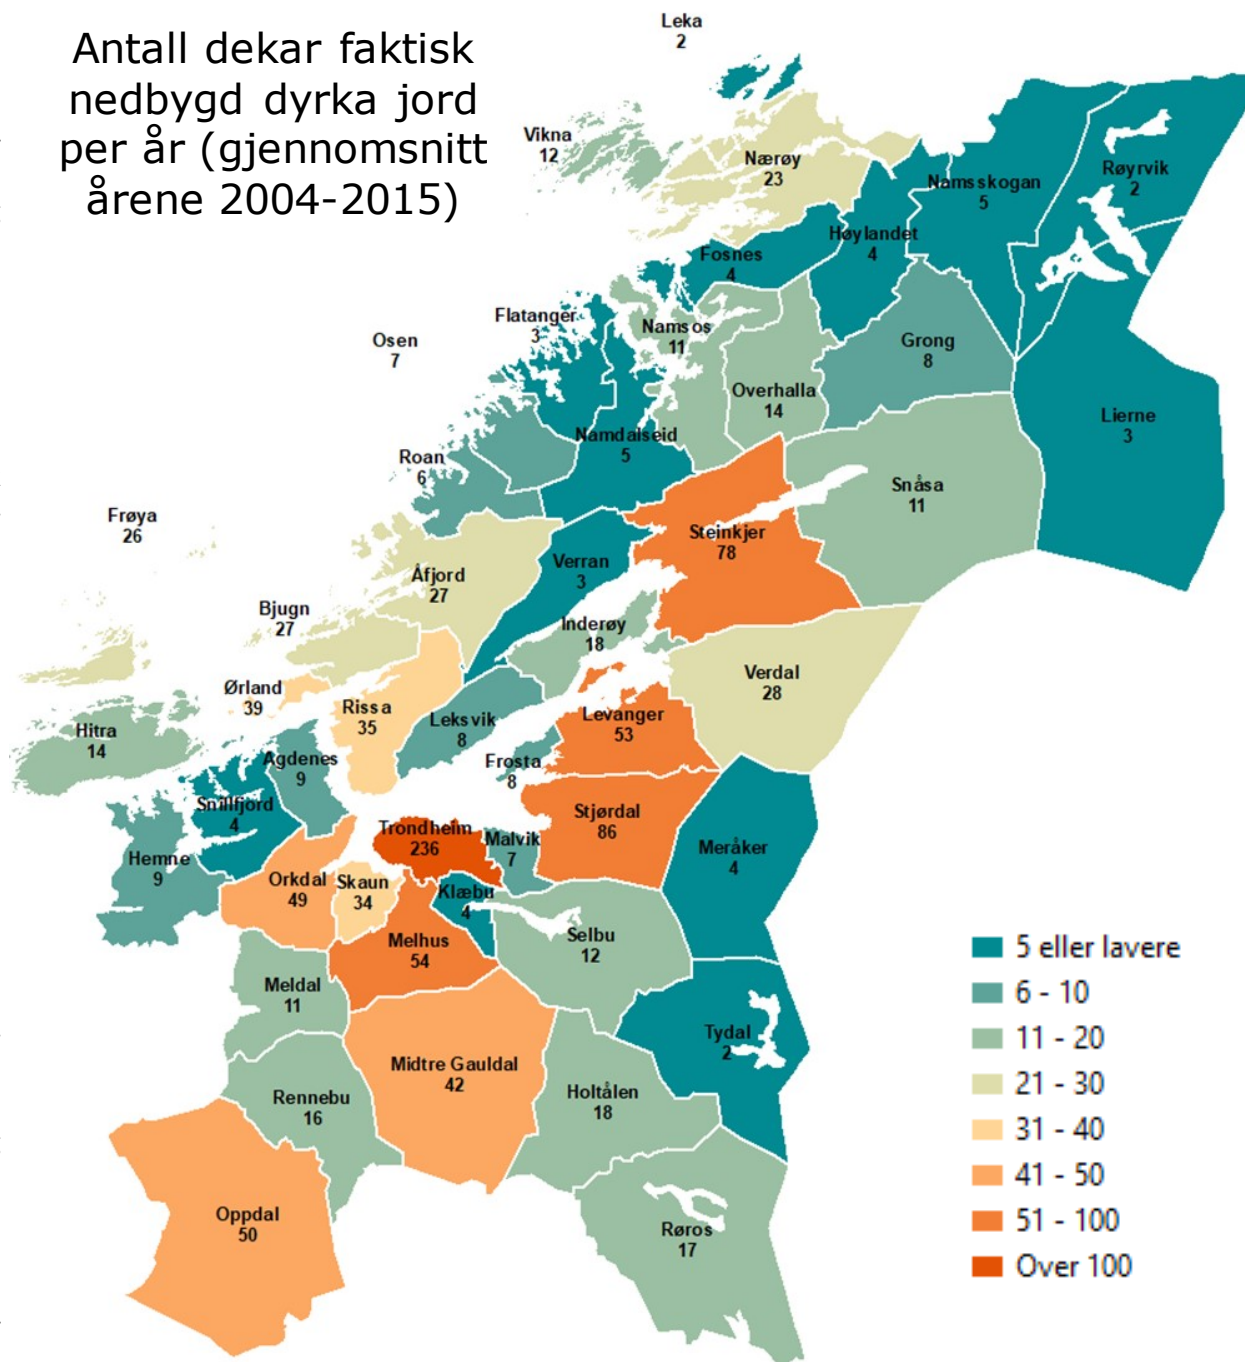 Antall dekar faktisk
nedbygd dyrka jord
per år (gjennomsnitt
årene 2004-2015)
Leka
2
Vikna
12
Nærøy
23
Namsskogan
5
Røyrvik
2
Høylandet
4
Fosnes
4
Flatanger
3
Namsos
11
Osen
7
Grong
8
Overhalla
14
Lierne
3
Namdalseid
5
Roan
6
Snåsa
11
Frøya
26
Steinkjer
78
Verran
3
Åfjord
27
Bjugn
27
Inderøy
18
Verdal
28
Ørland
39
Rissa
35
Leksvik
8
Levanger
53
Hitra
14
Agdenes
9
Frosta
8
Snillfjord
4
Stjørdal
86
Trondheim
236
Malvik
7
Meråker
4
Hemne
9
Orkdal
49
Skaun
34
Klæbu
4
Melhus
54
Selbu
12
Meldal
11
Tydal
2
Midtre Gauldal
42
Rennebu
16
Holtålen
18
Oppdal
50
Røros
17
5 eller lavere
6 - 10
11 - 20
21 - 30
31 - 40
41 - 50
51 - 100
Over 100